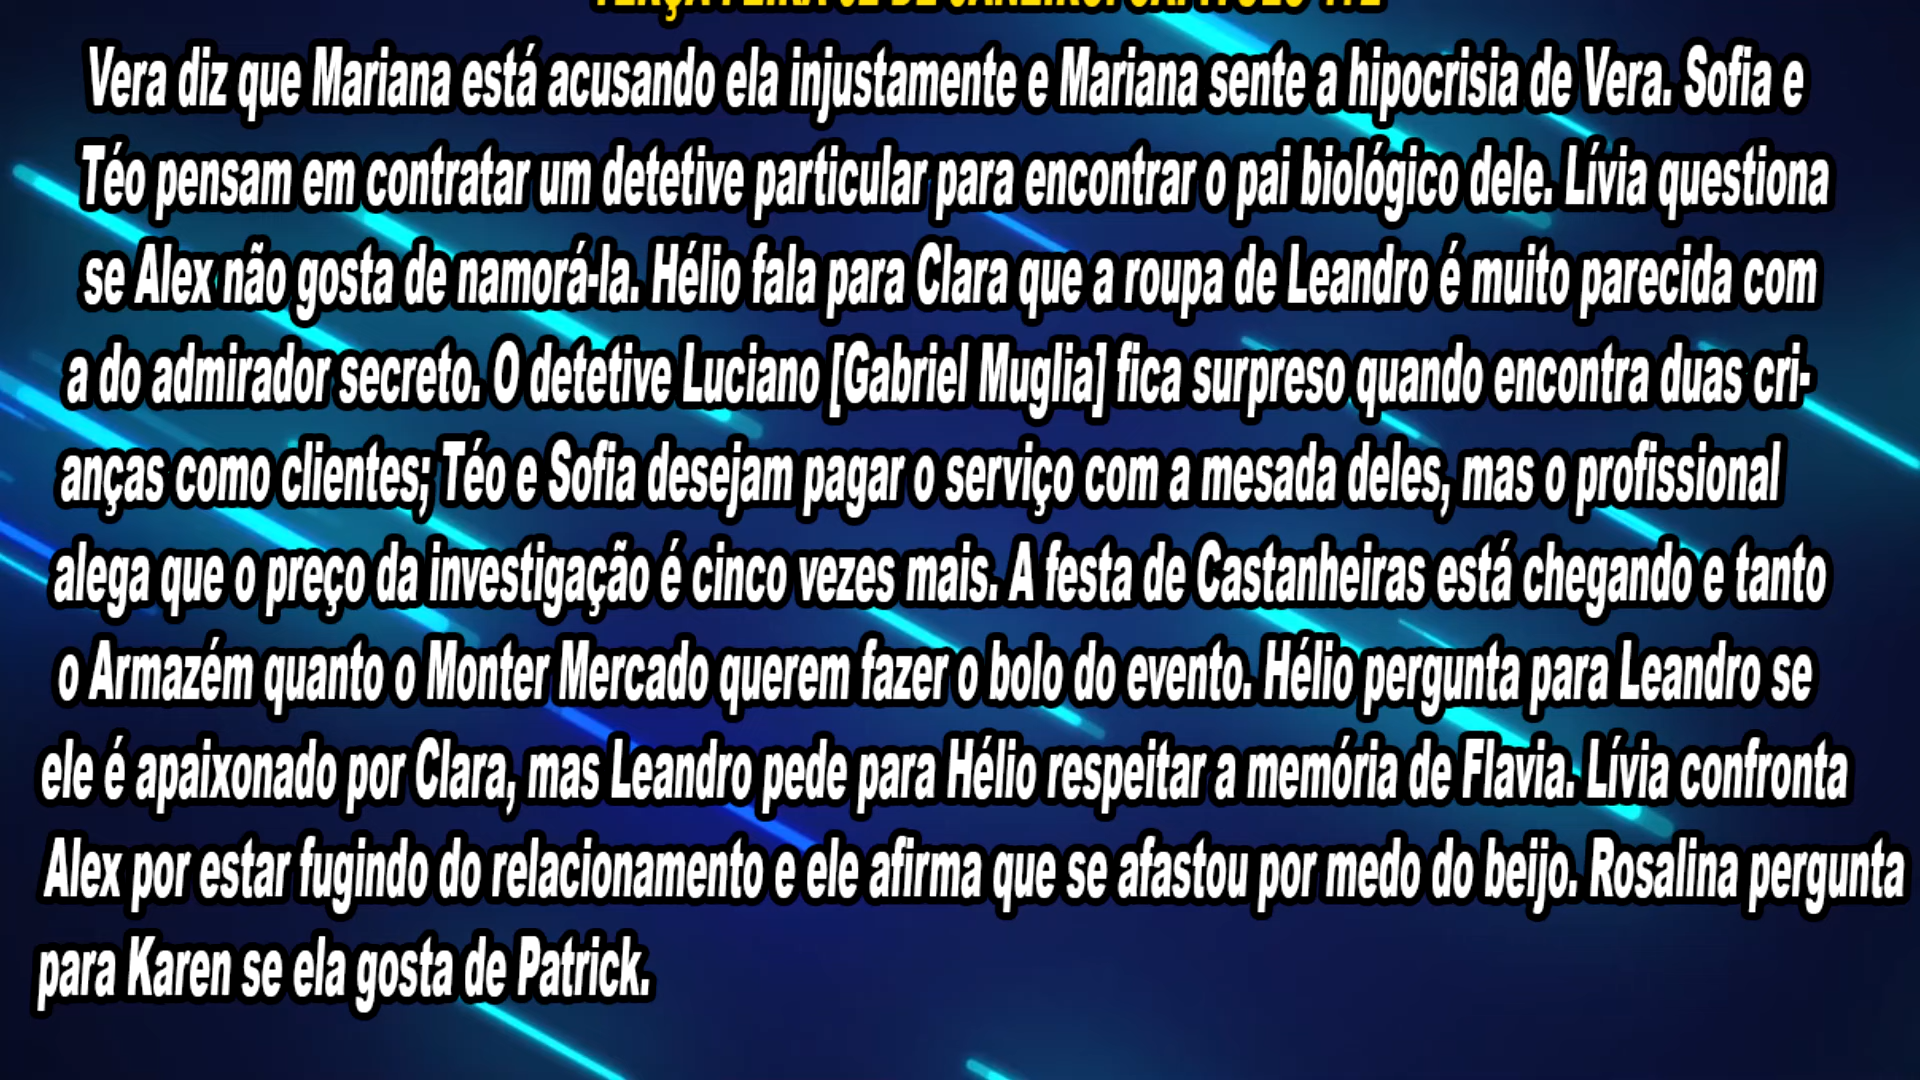 TERÇA FEIRA 02 DE JANEIRO: CAPÍTULO 172
Vera diz que Mariana está acusando ela injustamente e Mariana sente a hipocrisia de Vera. Sofia e
Téo pensam em contratar um detetive particular para encontrar o pai biológico dele. Lívia questiona
se Alex não gosta de namorá-la. Hélio fala para Clara que a roupa de Leandro é muito parecida com
a do admirador secreto. O detetive Luciano [Gabriel Muglia] fica surpreso quando encontra duas cri-
anças como clientes; Téo e Sofia desejam pagar o serviço com a mesada deles, mas o profissional
alega que o preço da investigação é cinco vezes mais. A festa de Castanheiras está chegando e tanto
o Armazém quanto o Monter Mercado querem fazer o bolo do evento. Hélio pergunta para Leandro se
ele é apaixonado por Clara, mas Leandro pede para Hélio respeitar a memória de Flavia. Lívia confronta
Alex por estar fugindo do relacionamento e ele afirma que se afastou por medo do beijo. Rosalina pergunta
para Karen se ela gosta de Patrick.